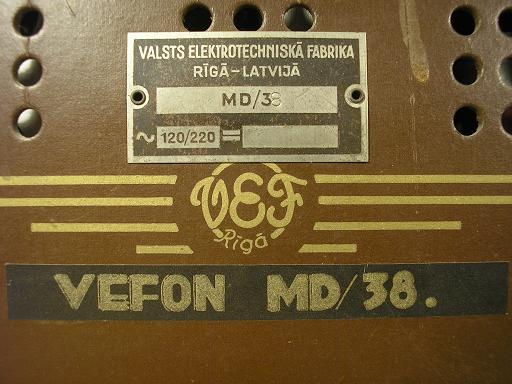 VALSTS ELEKTROTECHNISKĀ FABRIKA
RĪGĀ-LATVIJĀ
MD/38
~ 120/220 =
VEF
Rīgā
VEFON MD/38.